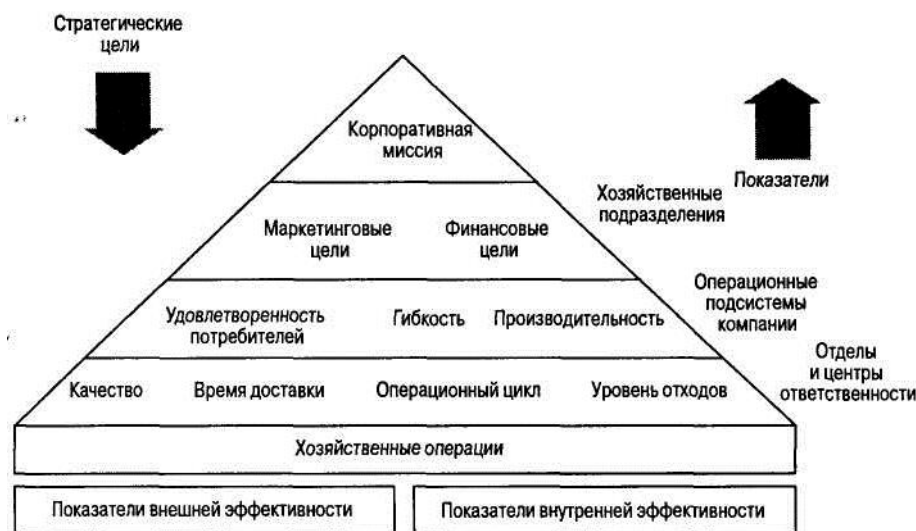 Стратегические
цели
Корпоративная
миссия
Показатели
Хозяйственные
подразделения
Маркетинговые
цели
Финансовые
цели
Операционные
подсистемы
компании
Удовлетворенность
потребителей
Гибкость
Производительность
Отделы
и центры
ответственности
Качество
Время доставки
Операционный цикл
Уровень отходов
Хозяйственные операции
Показатели внешней эффективности
Показатели внутренней эффективности